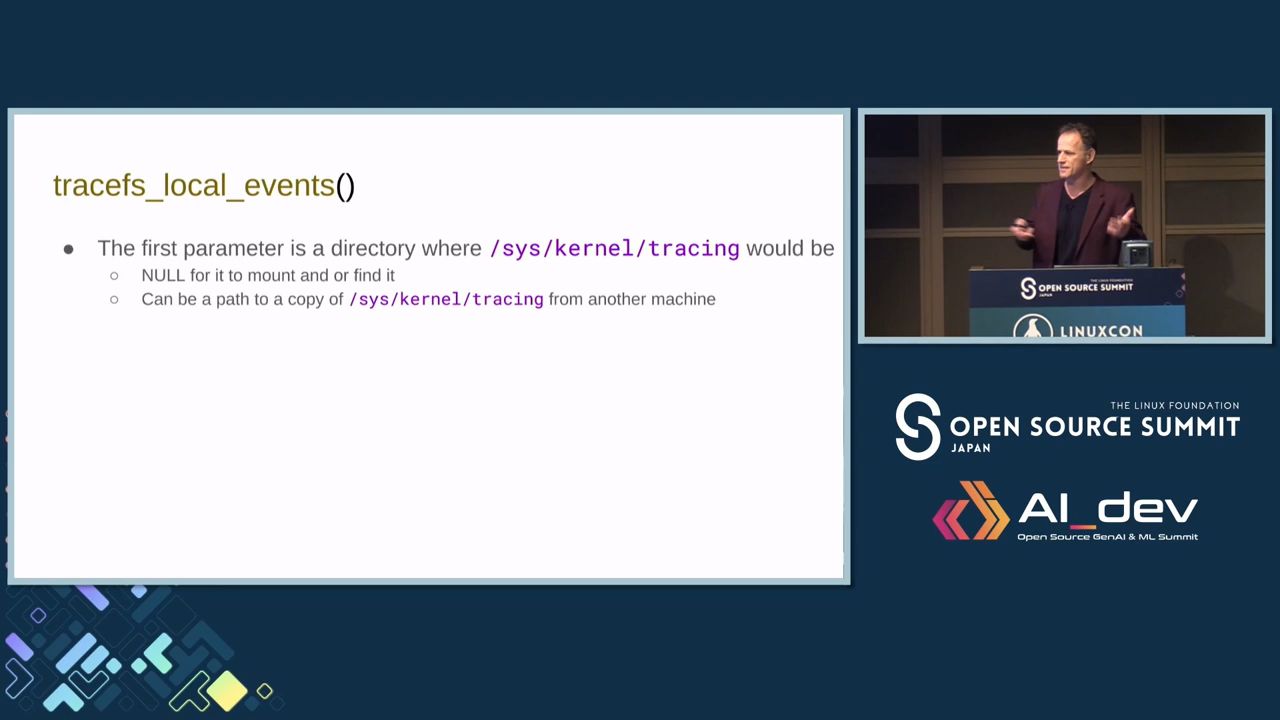 tracefs_local_events()
● The first parameter is a directory where /sys/kernel/tracing would be
○ NULL for it to mount and or find it
○ Can be a path to a copy of /sys/kernel/tracing from another machine
OPEN SOURCE SUMMIT
JAPAN
LINUXCON
THE LINUX FOUNDATION
OPEN SOURCE SUMMIT
JAPAN
AI_dev
Open Source GenAI & ML Summit